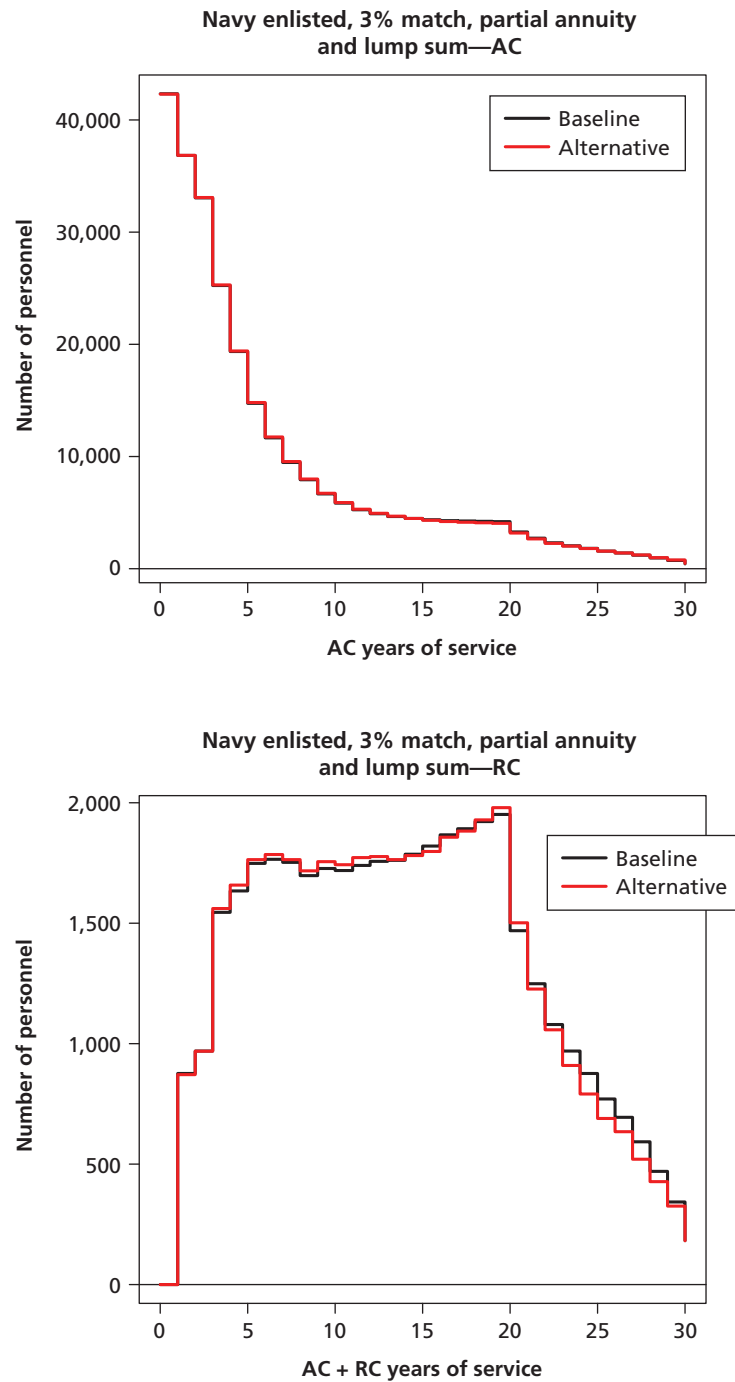 Navy enlisted, 3% match, partial annuity
and lump sum—AC
Baseline
Alternative
Number of personnel
40,000
30,000
20,000
10,000
0
0 5 10 15 20 25 30
AC years of service
Navy enlisted, 3% match, partial annuity
and lump sum—RC
Baseline
Alternative
Number of personnel
2,000
1,500
1,000
500
0
0 5 10 15 20 25 30
AC + RC years of service